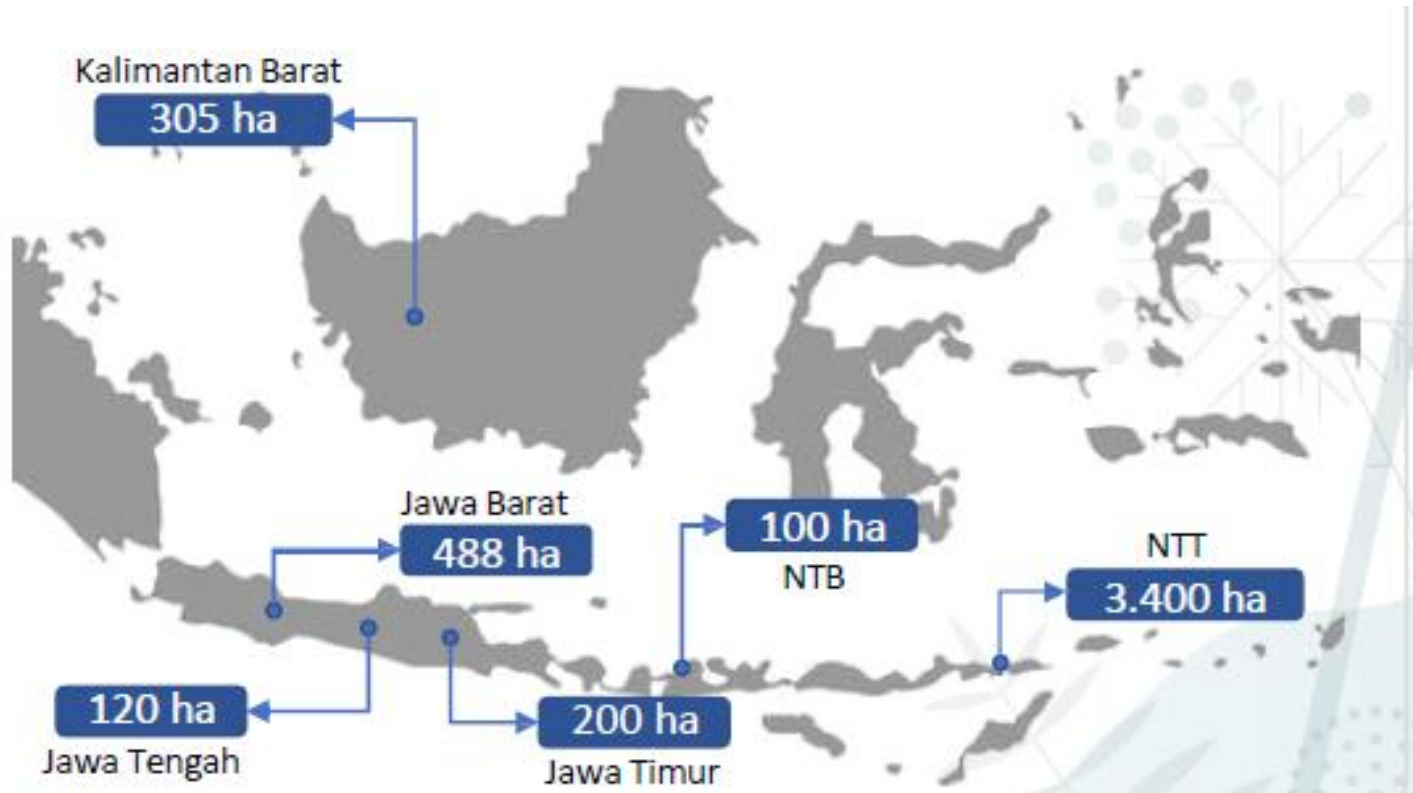 Kalimantan Barat
305 ha
Jawa Barat
488 ha
100 ha
NTB
NTT
3.400 ha
120 ha
Jawa Tengah
200 ha
Jawa Timur